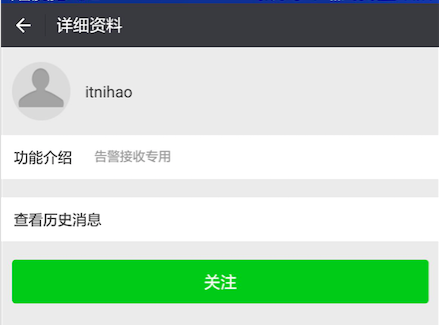 详细资料
itnihao
功能介绍 告警接收专用
查看历史消息
关注